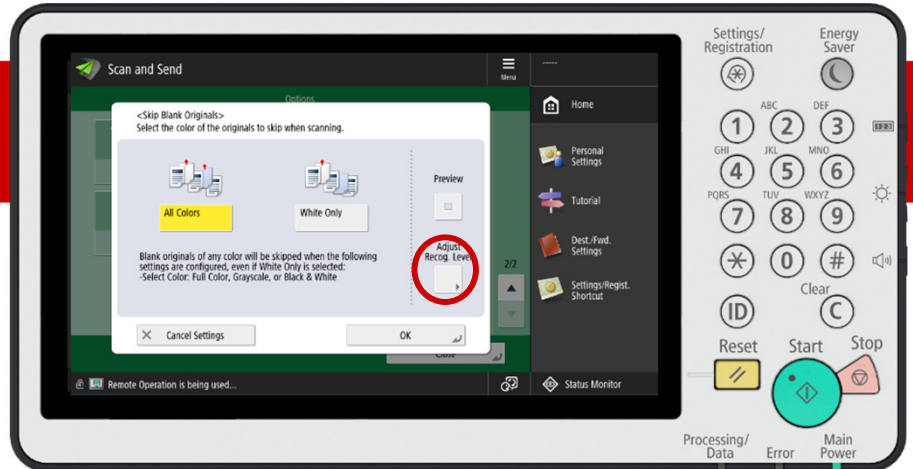 Settings/
Registration
Energy
Saver
Scan and Send
Menu
-----
Options
<Skip Blank Originals>
Select the color of the originals to skip when scanning.
All Colors
White Only
Preview
Adjust
Recog. Level
Blank originals of any color will be skipped when the following
settings are configured, even if White Only is selected:
-Select Color: Full Color, Grayscale, or Black & White
Cancel Settings
OK
2/2
Close
Remote Operation is being used...
Home
Personal
Settings
Tutorial
Dest./Fwd.
Settings
Settings/Regist.
Shortcut
Status Monitor
ABC
DEF
1
2
3
GHI
JKL
MNO
4
5
6
PQRS
TUV
WXYZ
7
8
9
0
#
Clear
ID
C
Reset
Start
Stop
Processing/
Data
Error
Main
Power